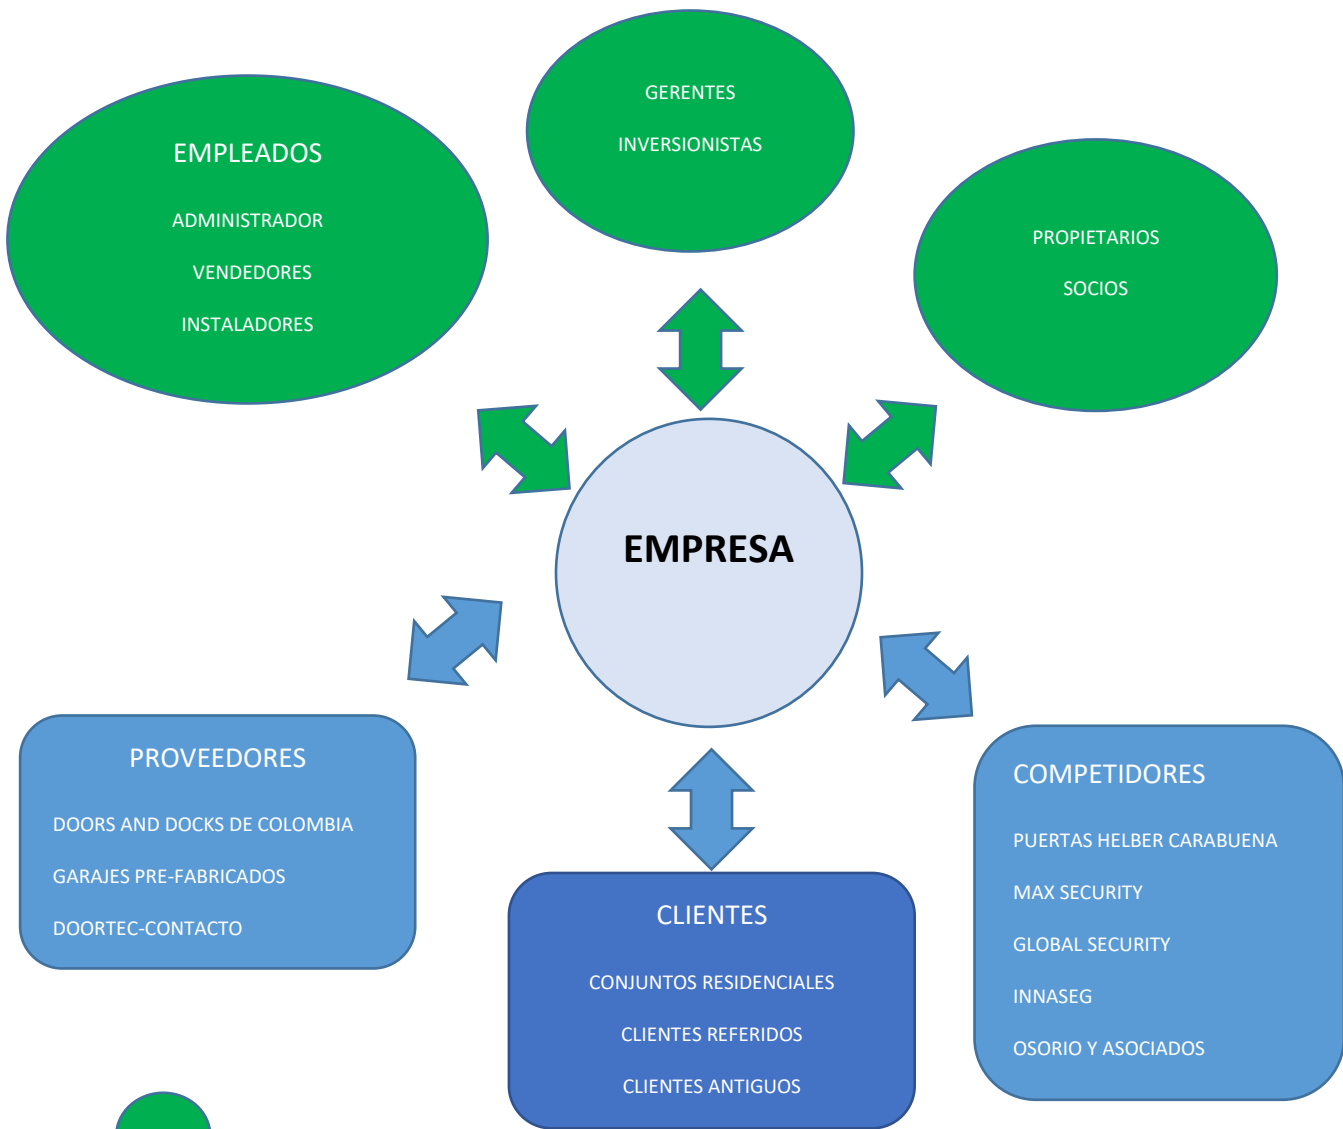 GERENTES
INVERSIONISTAS
EMPLEADOS
ADMINISTRADOR
VENDEDORES
INSTALADORES
PROPIETARIOS
SOCIOS
EMPRESA
PROVEEDORES
DOORS AND DOCKS DE COLOMBIA
GARAJES PRE-FABRICADOS
DOORTEC-CONTACTO
CLIENTES
CONJUNTOS RESIDENCIALES
CLIENTES REFERIDOS
CLIENTES ANTIGUOS
COMPETIDORES
PUERTAS HELBER CARABUENA
MAX SECURITY
GLOBAL SECURITY
INNASEG
OSORIO Y ASOCIADOS